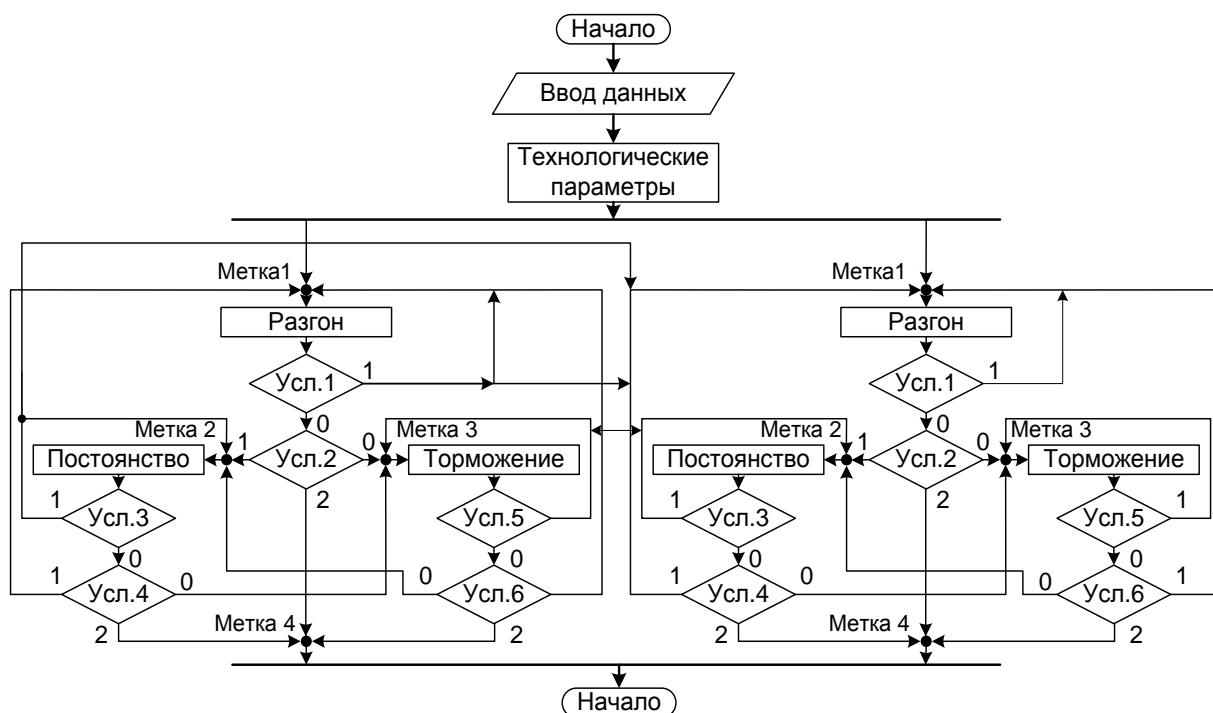 Начало
Ввод данных
Технологические
параметры
Метка1
Метка1
Разгон
Разгон
Усл.1
1
Усл.1
1
0
0
Метка 2
1
Усл.2
0
Метка 3
Метка 2
1
Усл.2
0
Метка 3
Постоянство
Торможение
Постоянство
Торможение
2
2
1
Усл.3
Усл.5
1
Усл.3
Усл.5
1
0
0
0
0
1
Усл.4
0
0
Усл.6
1
Усл.4
0
0
Усл.6
1
2
Метка 4
2
2
Метка 4
2
Начало